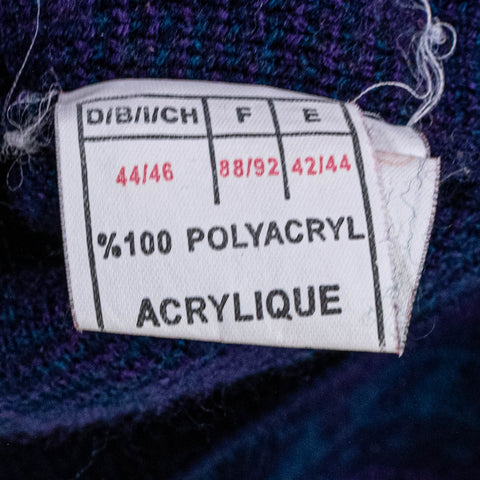 D/B/I/CH F E
44/46 88/92 42/44
%100 POLYACRYL
ACRYLIQUE